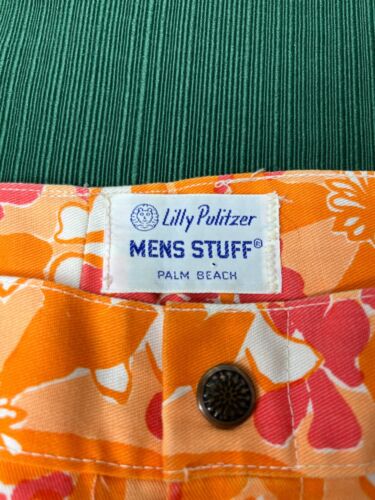 Lilly Pulitzer
MENS STUFF®
PALM BEACH